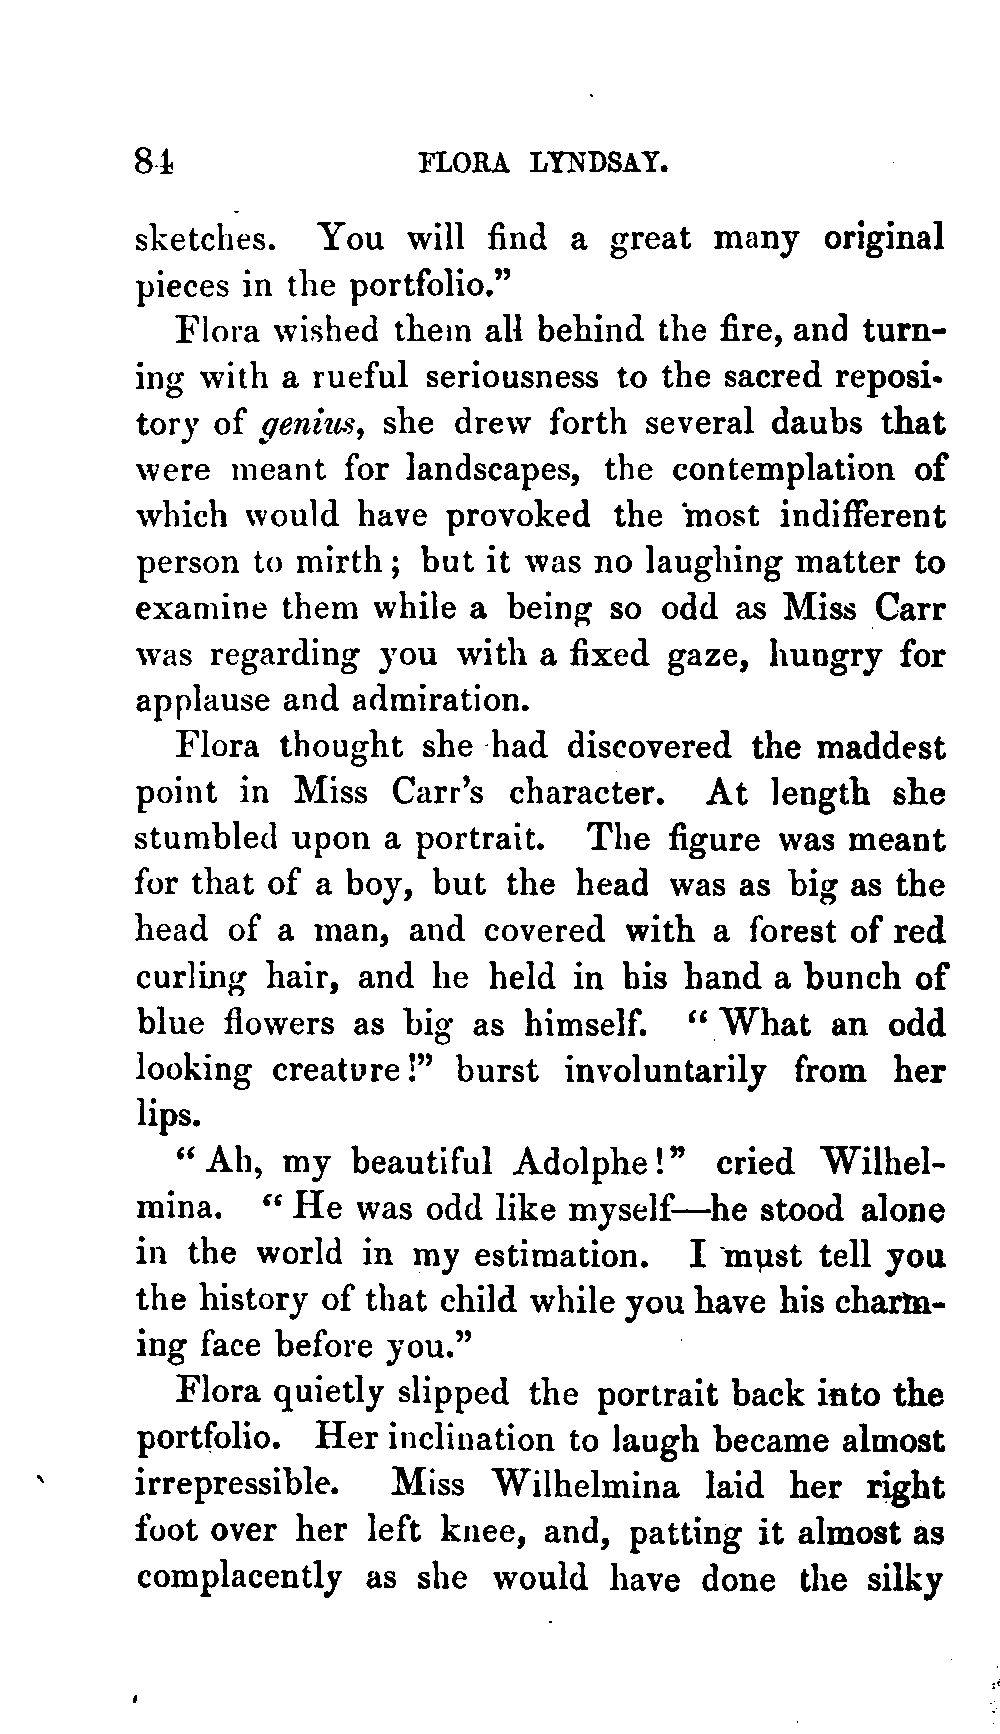 84 FLORA LYNDSAY.
sketches. You will find a great many original
pieces in the portfolio."
Flora wished them all behind the fire, and turn-
ing with a rueful seriousness to the sacred reposi-
tory of genius, she drew forth several daubs that
were meant for landscapes, the contemplation of
which would have provoked the most indifferent
person to mirth; but it was no laughing matter to
examine them while a being so odd as Miss Carr
was regarding you with a fixed gaze, hungry for
applause and admiration.
Flora thought she had discovered the maddest
point in Miss Carr's character. At length she
stumbled upon a portrait. The figure was meant
for that of a boy, but the head was as big as the
head of a man, and covered with a forest of red
curling hair, and he held in his hand a bunch of
blue flowers as big as himself. "What an odd
looking creature!" burst involuntarily from her
lips.
"Ah, my beautiful Adolphe!" cried Wilhel-
mina. "He was odd like myself—he stood alone
in the world in my estimation. I must tell you
the history of that child while you have his charm-
ing face before you."
Flora quietly slipped the portrait back into the
portfolio. Her inclination to laugh became almost
irrepressible. Miss Wilhelmina laid her right
foot over her left knee, and, patting it almost as
complacently as she would have done the silky